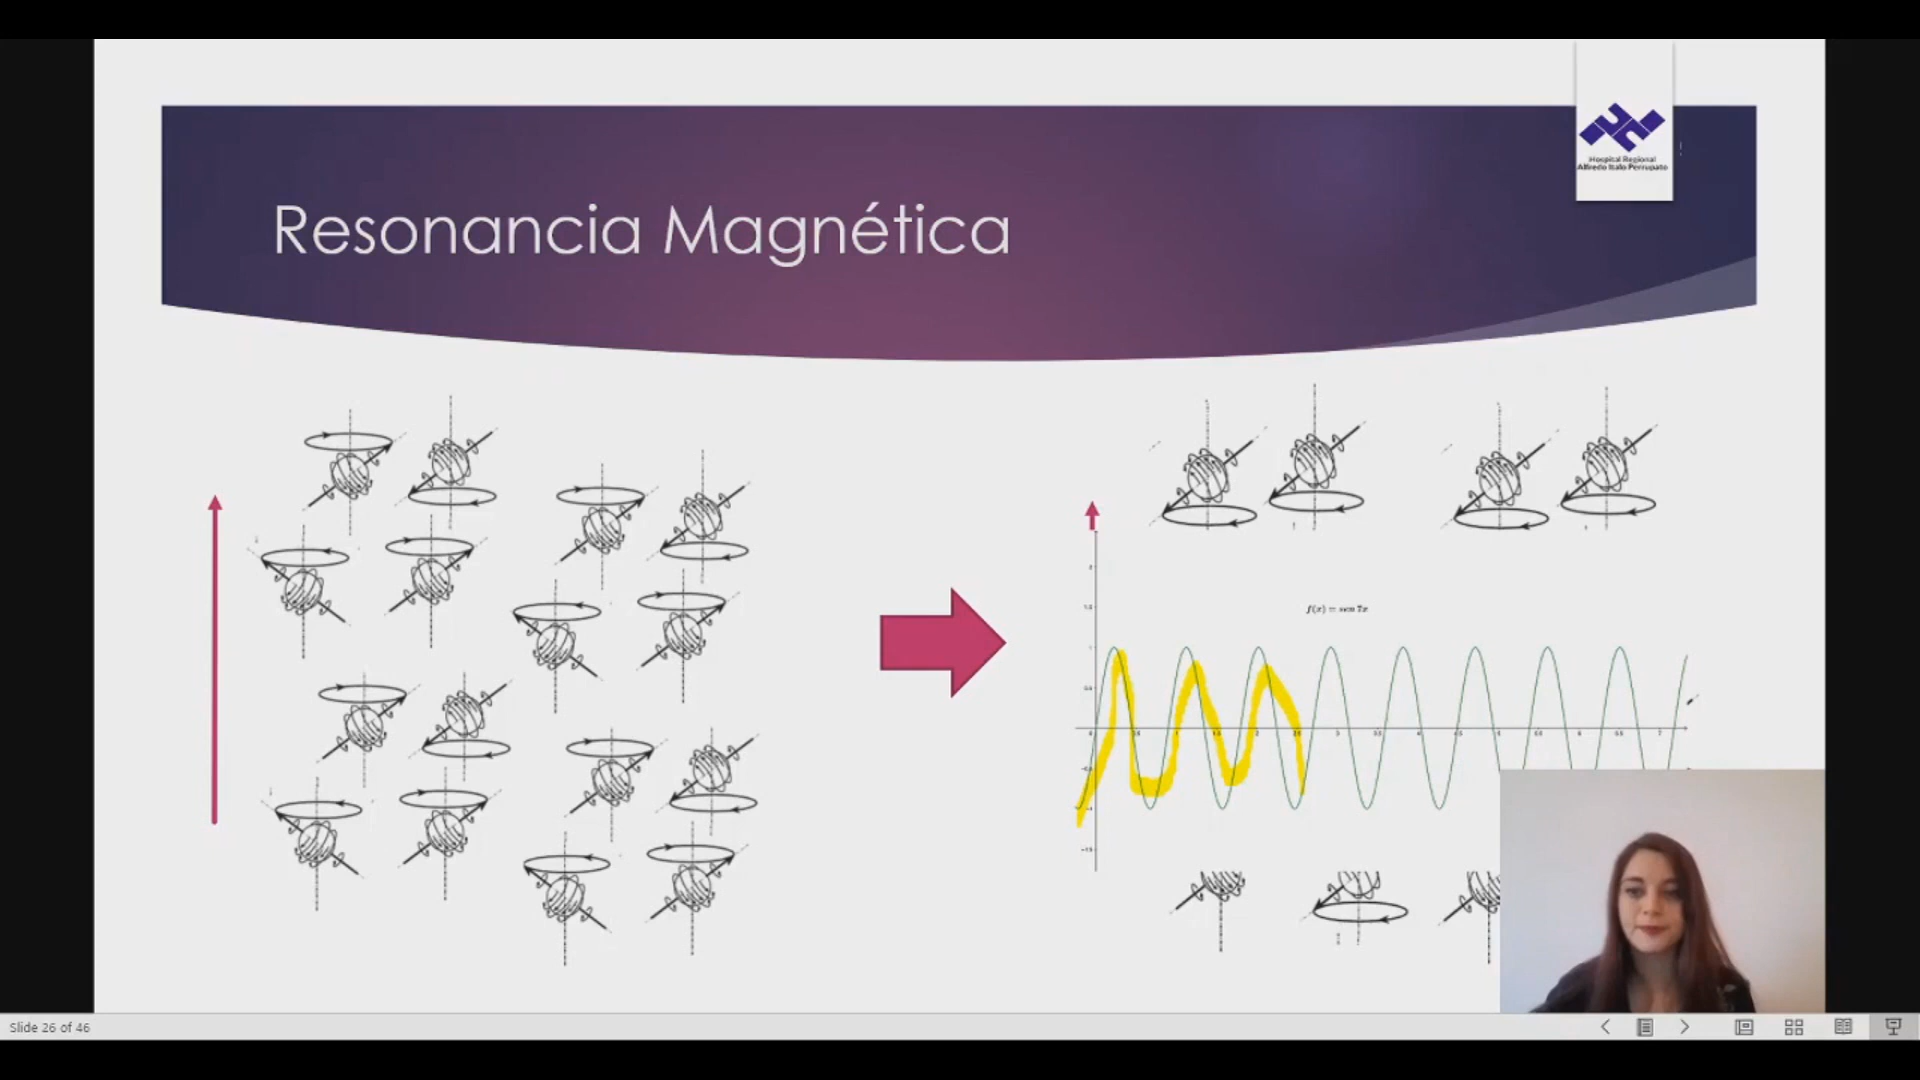 Hospital Regional
Alfredo Italo Perrupato
Resonancia Magnética
f(x) = sen 7x
Slide 26 of 46